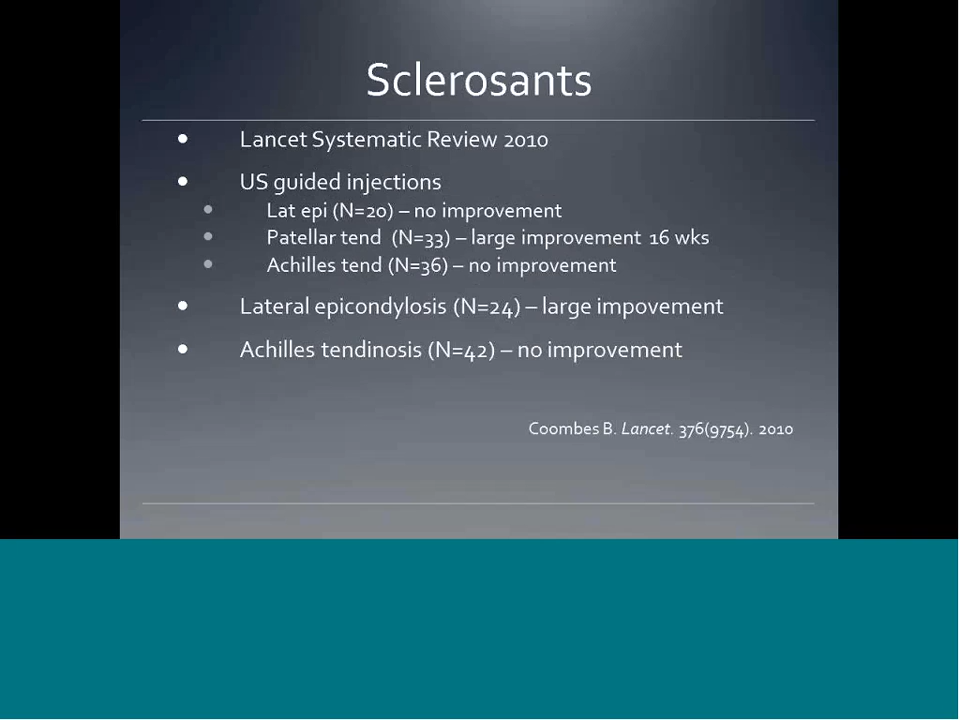 Sclerosants
Lancet Systematic Review 2010
US guided injections
Lat epi (N=20) – no improvement
Patellar tend (N=33) – large improvement 16 wks
Achilles tend (N=36) – no improvement
Lateral epicondylosis (N=24) – large impovement
Achilles tendinosis (N=42) – no improvement
Coombes B. Lancet. 376(9754). 2010